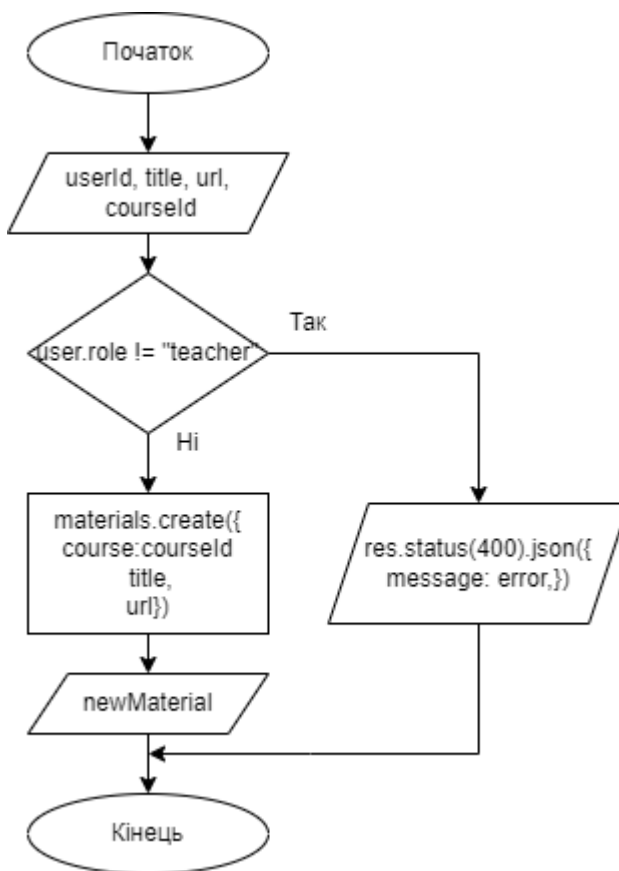 Початок
userId, title, url,
courseId
Так
user.role != "teacher"
Ні
materials.create({
course:courseId
title,
url})
res.status(400).json({
message: error,})
newMaterial
Кінець